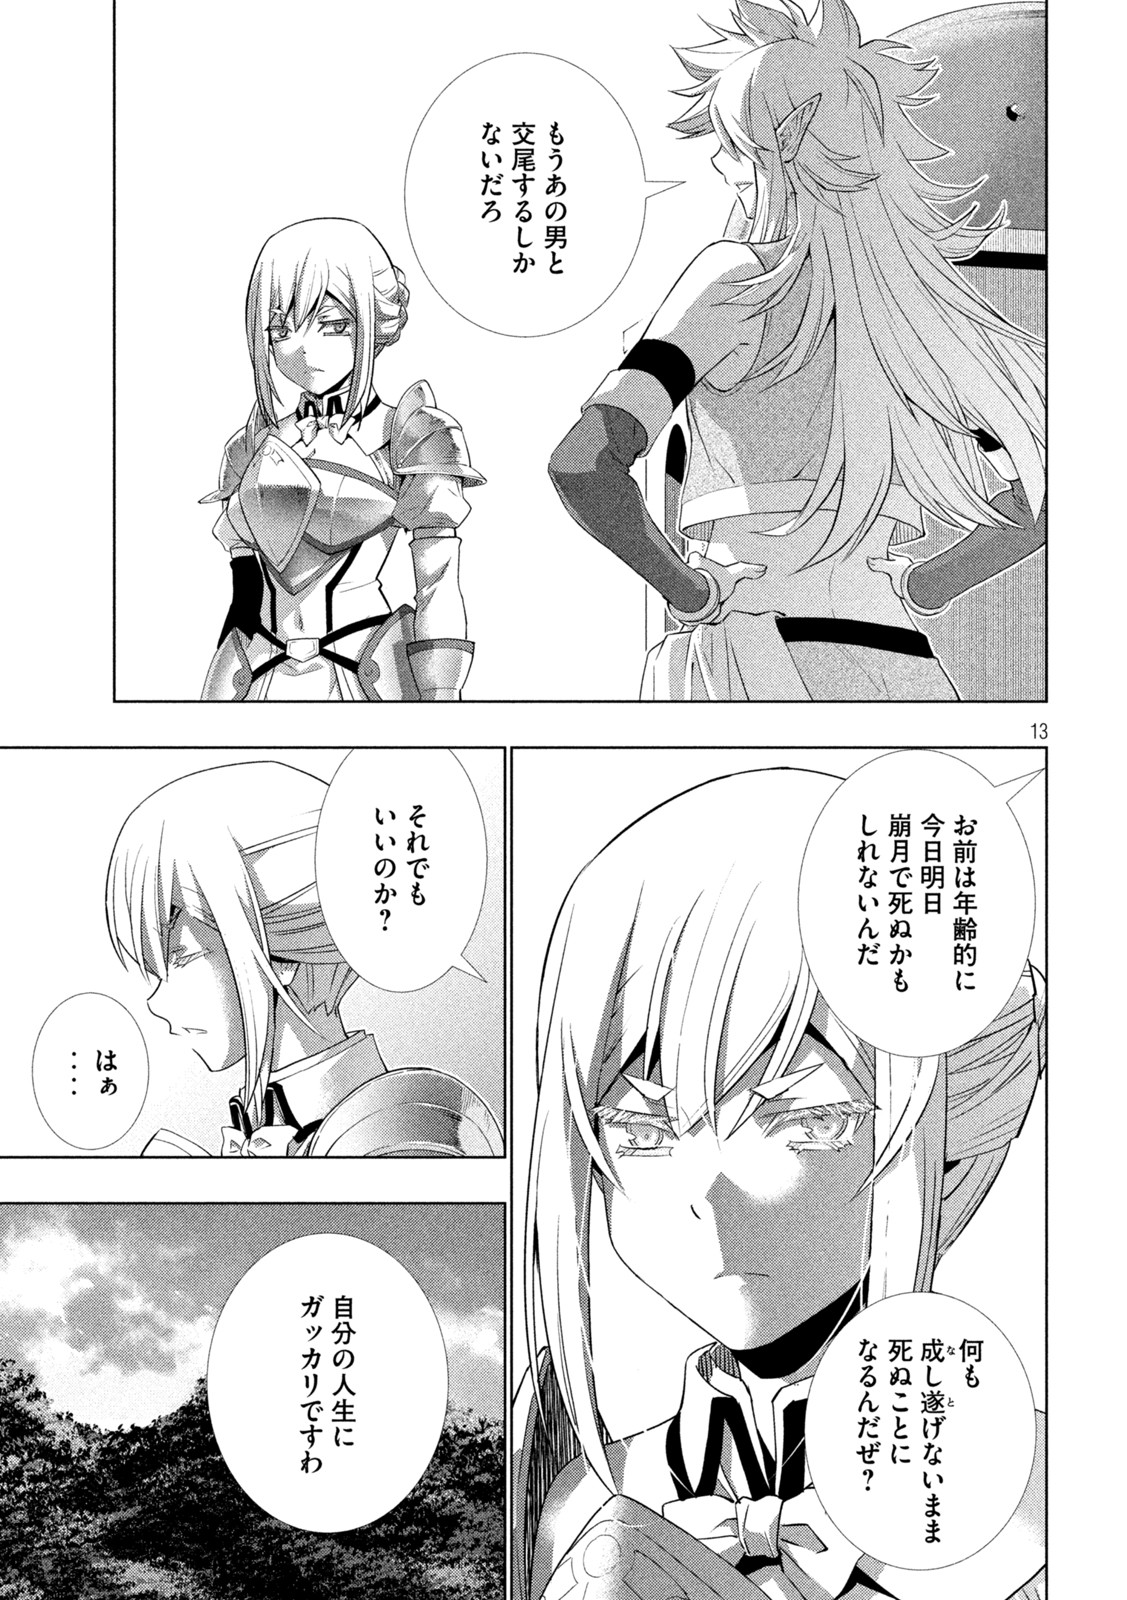 もうあの男と
交尾するしか
ないだろ
13
お前は年齢的に
今日明日
崩月で死ぬかも
しれないんだ
何も
成し遂げないまま
死ぬことに
なるんだぜ?
それでも
いいのか?
はぁ
‥‥
自分の人生に
ガッカリですわ